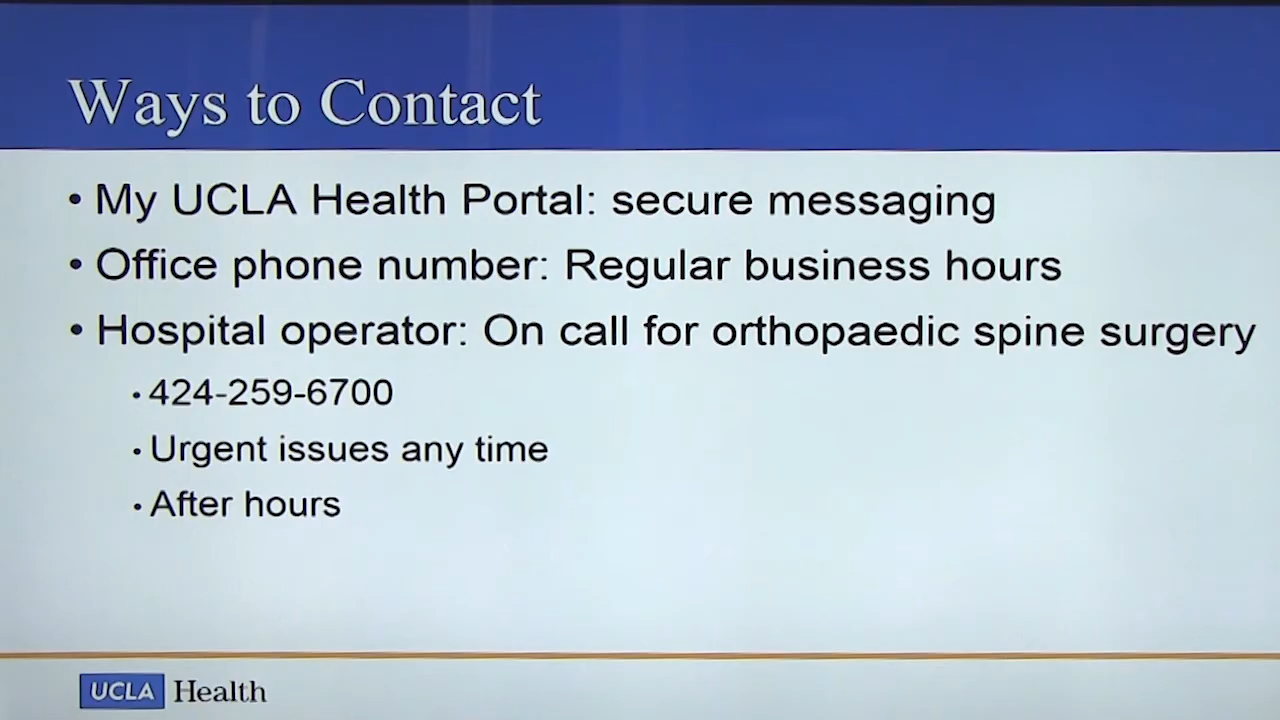 Ways to Contact
• My UCLA Health Portal: secure messaging
• Office phone number: Regular business hours
• Hospital operator: On call for orthopaedic spine surgery
• 424-259-6700
• Urgent issues any time
• After hours
UCLA Health